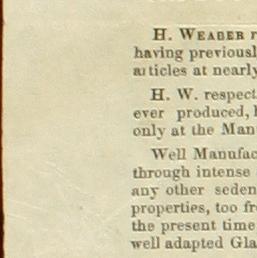 H. WEABER
having previousl
articles at nearly
H. W. respect
ever produced,
only at the Man
Well Manufac
through intense
any other seden
properties, too fr
the present time
well adapted Gla